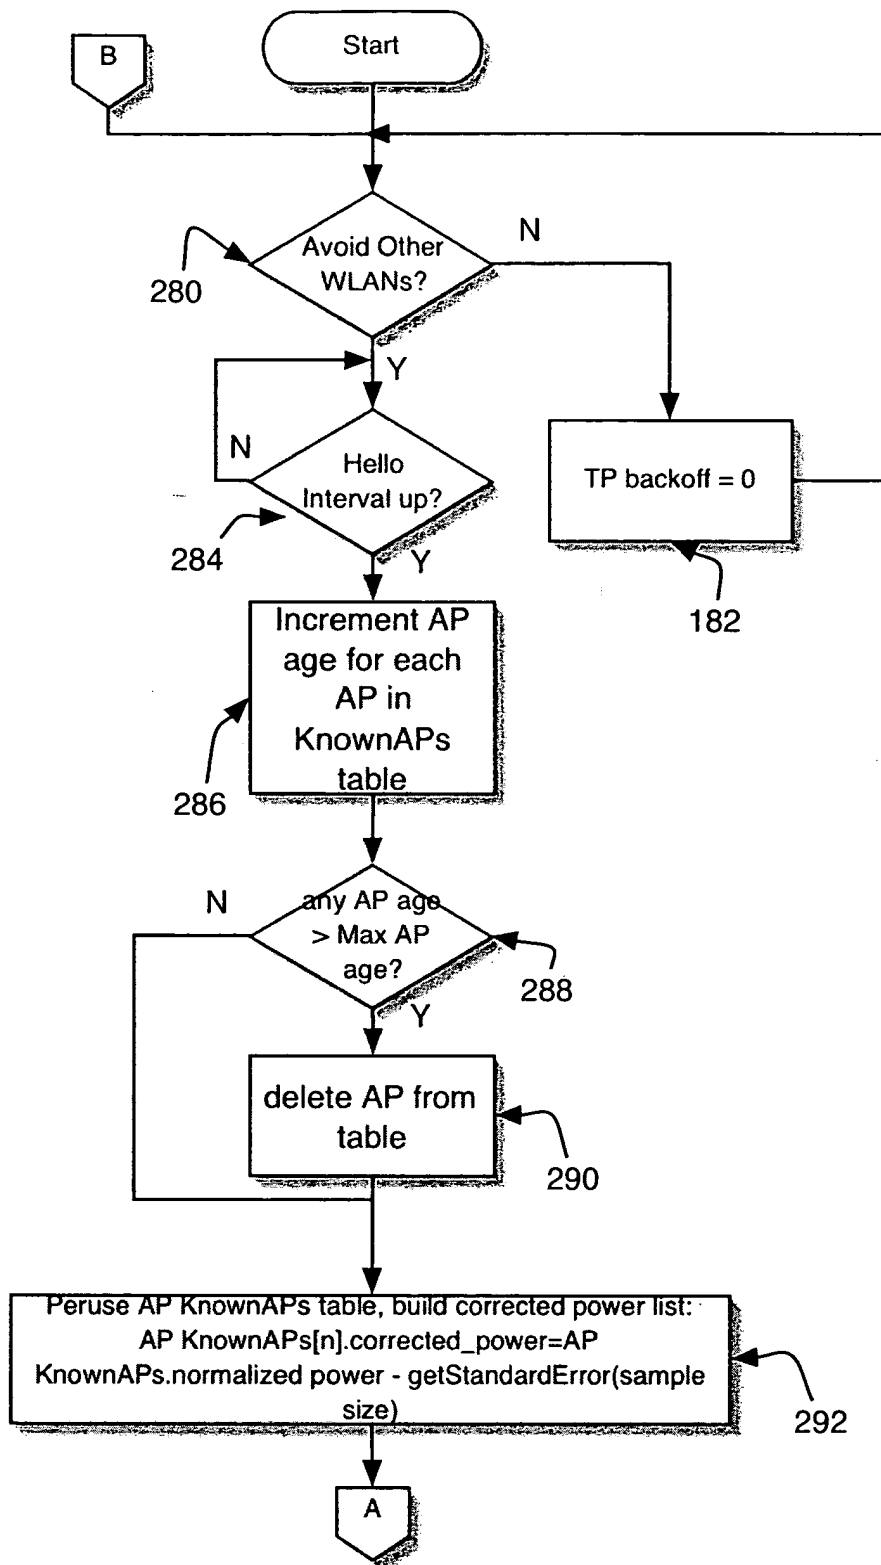 B
Start
Avoid Other
WLANs?
N
280
Y
N
Hello
Interval up?
TP backoff = 0
284
Y
182
Increment AP
age for each
AP in
KnownAPs
table
286
N
any AP age
> Max AP
age?
288
Y
delete AP from
table
290
Peruse AP KnownAPs table, build corrected power list:
AP KnownAPs[n].corrected_power=AP
KnownAPs.normalized power - getStandardError(sample
size)
292
A